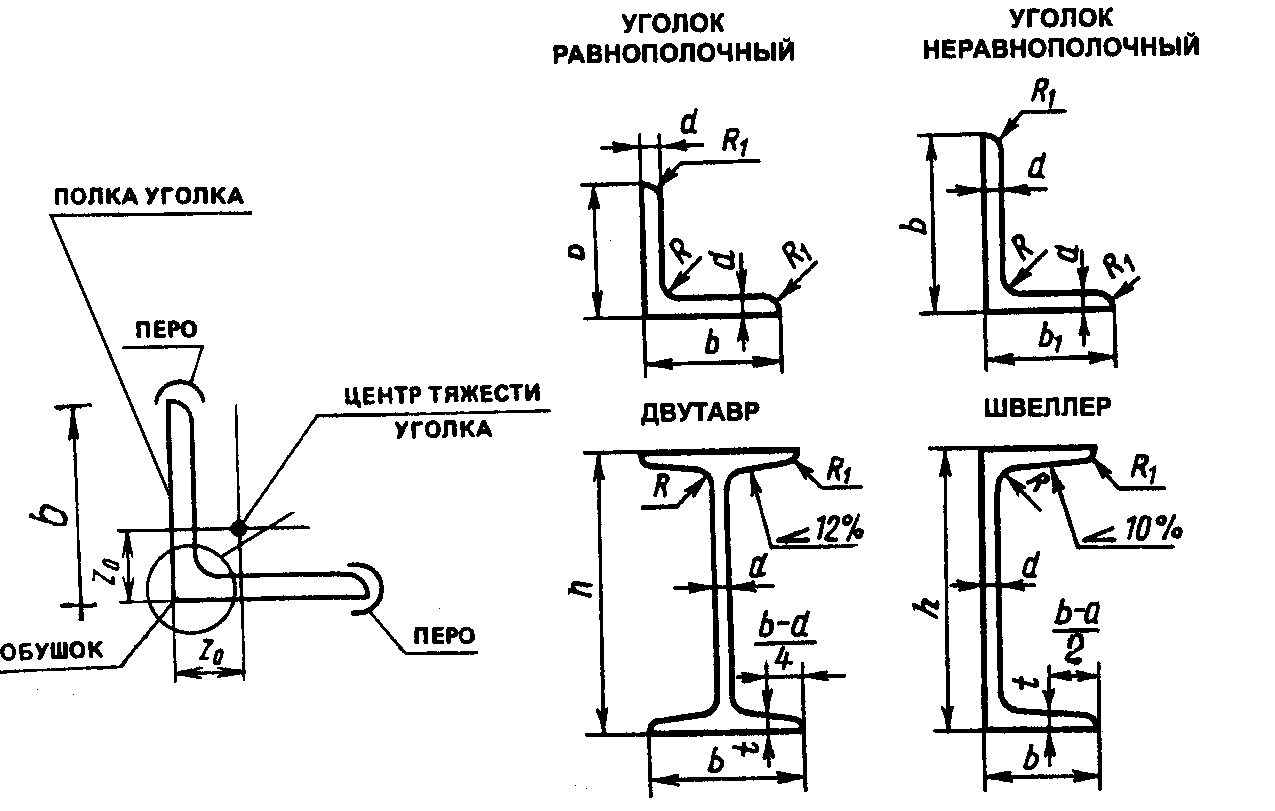 УГОЛОК
РАВНОПОЛОЧНЫЙ
УГОЛОК
НЕРАВНОПОЛОЧНЫЙ
ПОЛКА УГОЛКА
ПЕРО
ЦЕНТР ТЯЖЕСТИ
УГОЛКА
b
z₀
ОБУШОК
z₀
ПЕРО
d
R₁
R
d
R₁
b
R₁
d
b
R
d
R₁
b₁
ДВУТАВР
R
R₁
≤12%
h
d
b-d
4
t
b
ШВЕЛЛЕР
R
R₁
≤10%
h
d
b-a
2
t
b